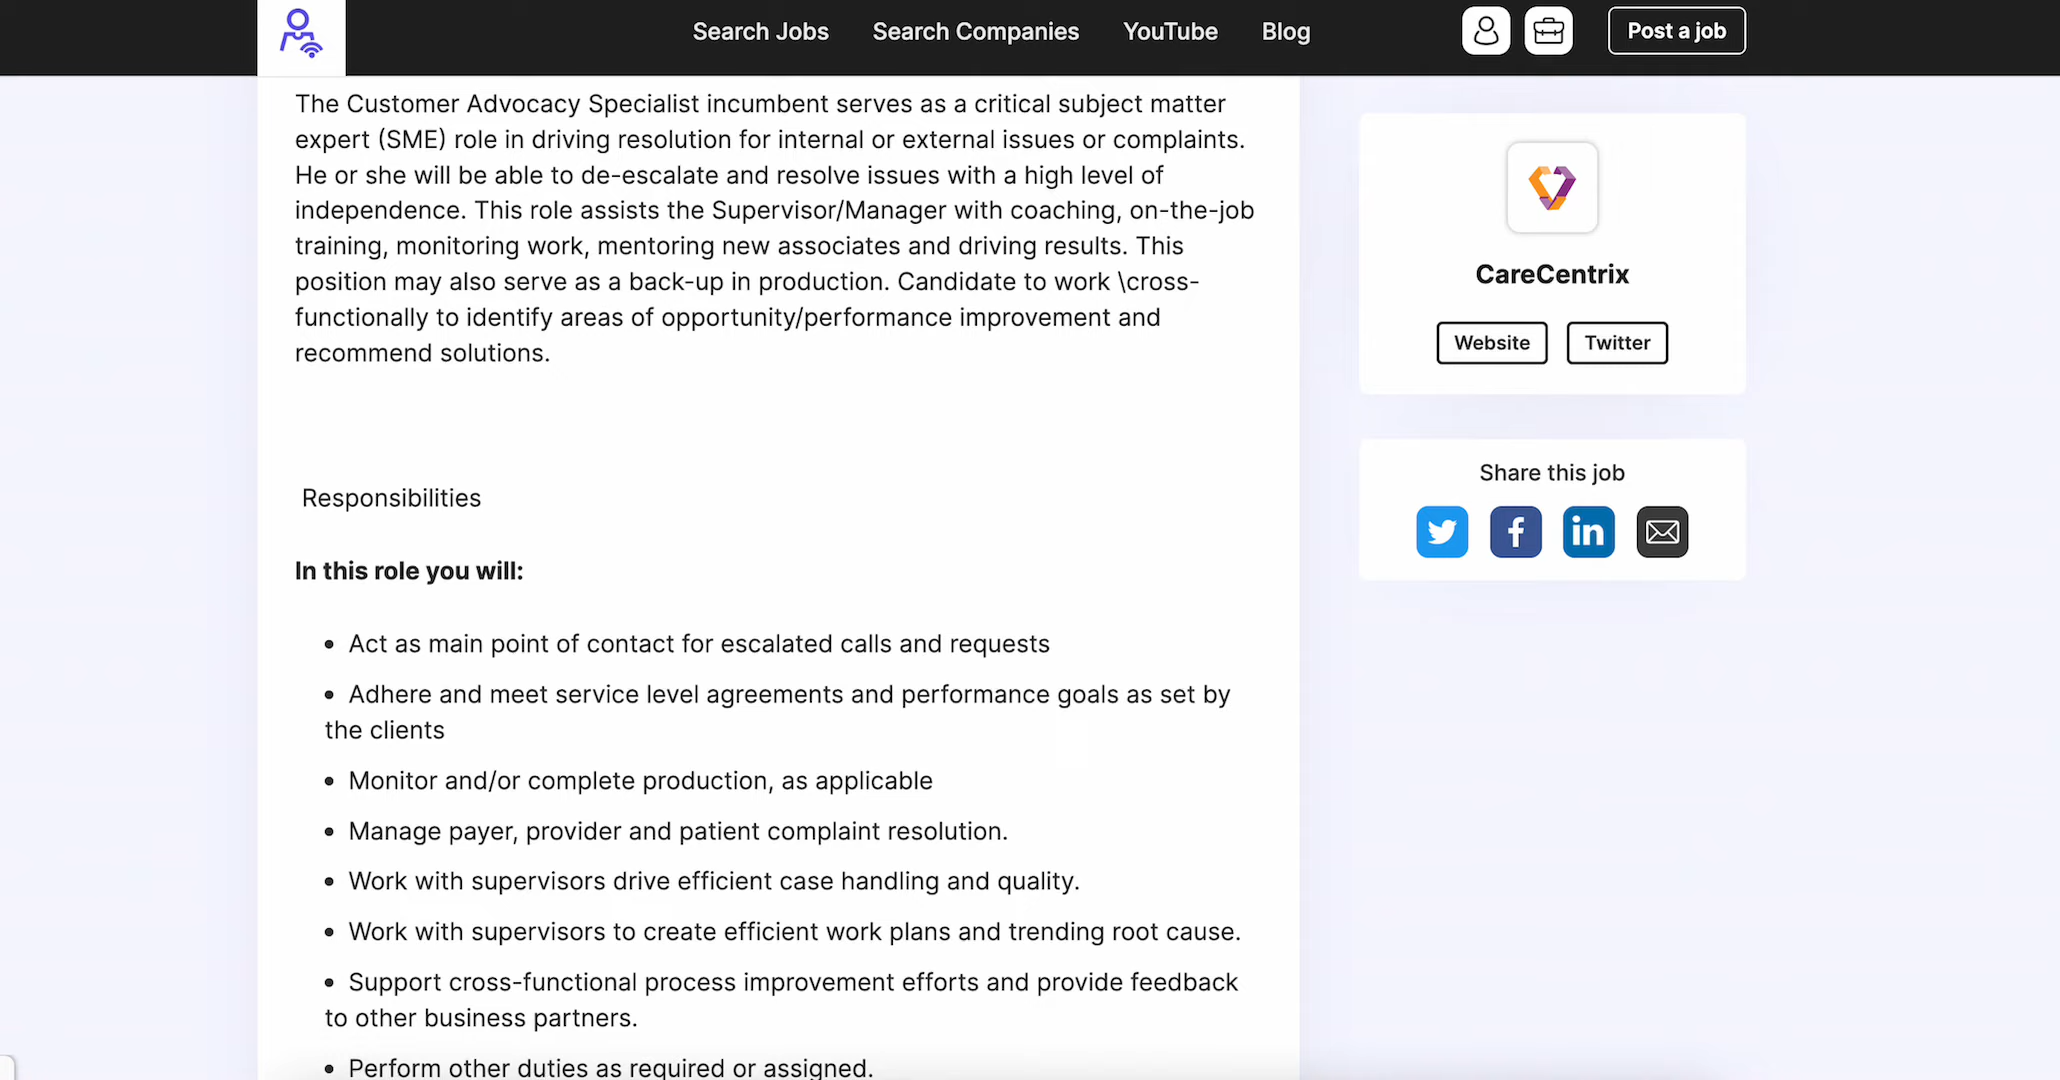 Search Jobs Search Companies YouTube Blog Post a job
The Customer Advocacy Specialist incumbent serves as a critical subject matter
expert (SME) role in driving resolution for internal or external issues or complaints.
He or she will be able to de-escalate and resolve issues with a high level of
independence. This role assists the Supervisor/Manager with coaching, on-the-job
training, monitoring work, mentoring new associates and driving results. This
position may also serve as a back-up in production. Candidate to work \cross-
functionally to identify areas of opportunity/performance improvement and
recommend solutions.
Responsibilities
In this role you will:
• Act as main point of contact for escalated calls and requests
• Adhere and meet service level agreements and performance goals as set by
the clients
• Monitor and/or complete production, as applicable
• Manage payer, provider and patient complaint resolution.
• Work with supervisors drive efficient case handling and quality.
• Work with supervisors to create efficient work plans and trending root cause.
• Support cross-functional process improvement efforts and provide feedback
to other business partners.
• Perform other duties as required or assigned.
CareCentrix
Website Twitter
Share this job